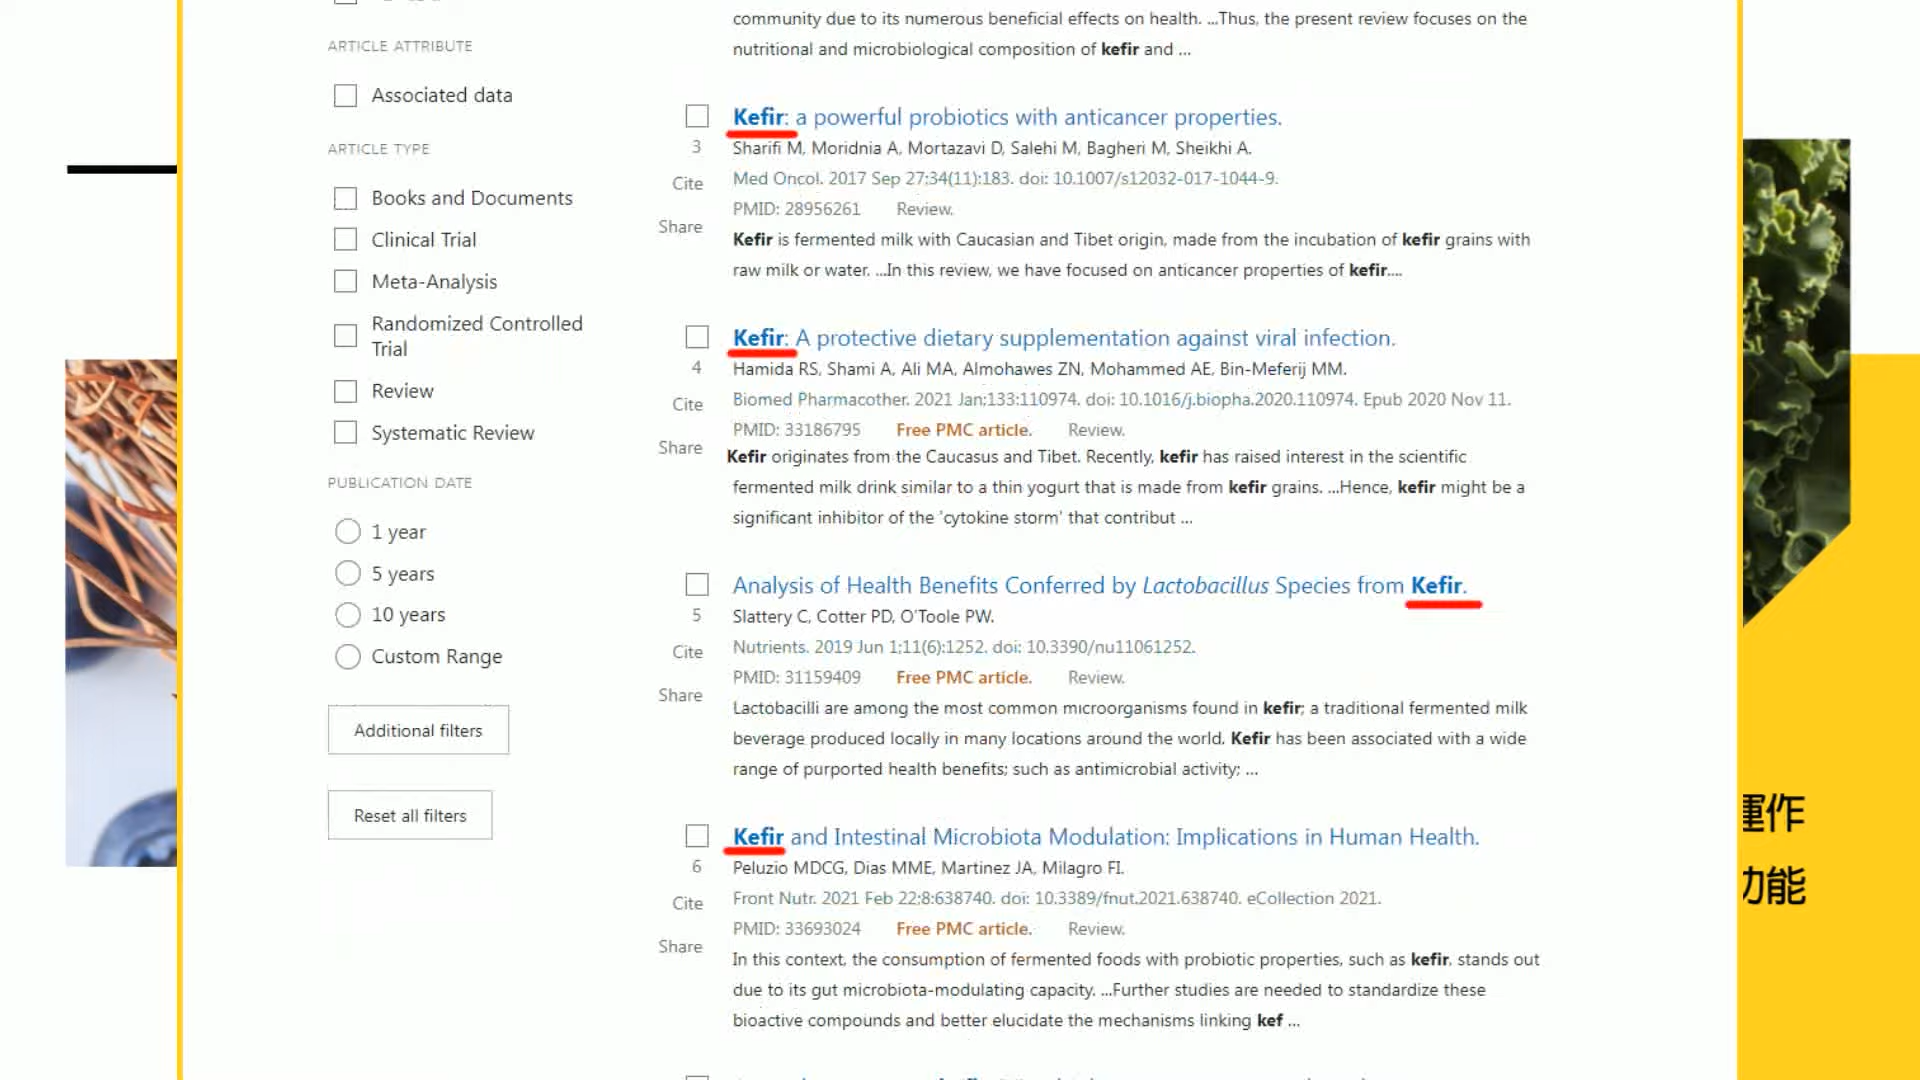 ARTICLE ATTRIBUTE
Associated data
ARTICLE TYPE
Books and Documents
Clinical Trial
Meta-Analysis
Randomized Controlled
Trial
Review
Systematic Review
PUBLICATION DATE
1 year
5 years
10 years
Custom Range
Additional filters
Reset all filters
community due to its numerous beneficial effects on health. ...Thus, the present review focuses on the
nutritional and microbiological composition of kefir and ...
Kefir: a powerful probiotics with anticancer properties.
3
Sharifi M, Moridnia A, Mortazavi D, Salehi M, Bagheri M, Sheikhi A.
Cite
Med Oncol. 2017 Sep 27;34(11):183. doi: 10.1007/s12032-017-1044-9.
PMID: 28956261 Review.
Share
Kefir is fermented milk with Caucasian and Tibet origin, made from the incubation of kefir grains with
raw milk or water. ...In this review, we have focused on anticancer properties of kefir....
Kefir: A protective dietary supplementation against viral infection.
4
Hamida RS, Shami A, Ali MA, Almohawes ZN, Mohammed AE, Bin-Meferij MM.
Cite
Biomed Pharmacother. 2021 Jan;133:110974. doi: 10.1016/j.biopha.2020.110974. Epub 2020 Nov 11.
PMID: 33186795 Free PMC article. Review.
Share
Kefir originates from the Caucasus and Tibet. Recently, kefir has raised interest in the scientific
fermented milk drink similar to a thin yogurt that is made from kefir grains. ...Hence, kefir might be a
significant inhibitor of the 'cytokine storm' that contribut ...
Analysis of Health Benefits Conferred by Lactobacillus Species from Kefir.
5
Slattery C, Cotter PD, O'Toole PW.
Cite
Nutrients. 2019 Jun 1;11(6):1252. doi: 10.3390/nu11061252.
PMID: 31159409 Free PMC article. Review.
Share
Lactobacilli are among the most common microorganisms found in kefir; a traditional fermented milk
beverage produced locally in many locations around the world. Kefir has been associated with a wide
range of purported health benefits; such as antimicrobial activity; ...
Kefir and Intestinal Microbiota Modulation: Implications in Human Health.
6
Peluzio MDCG, Dias MME, Martinez JA, Milagro FI.
Cite
Front Nutr. 2021 Feb 22;8:638740. doi: 10.3389/fnut.2021.638740. eCollection 2021.
PMID: 33693024 Free PMC article. Review.
Share
In this context, the consumption of fermented foods with probiotic properties, such as kefir, stands out
due to its gut microbiota-modulating capacity. ...Further studies are needed to standardize these
bioactive compounds and better elucidate the mechanisms linking kef ...
運作
功能